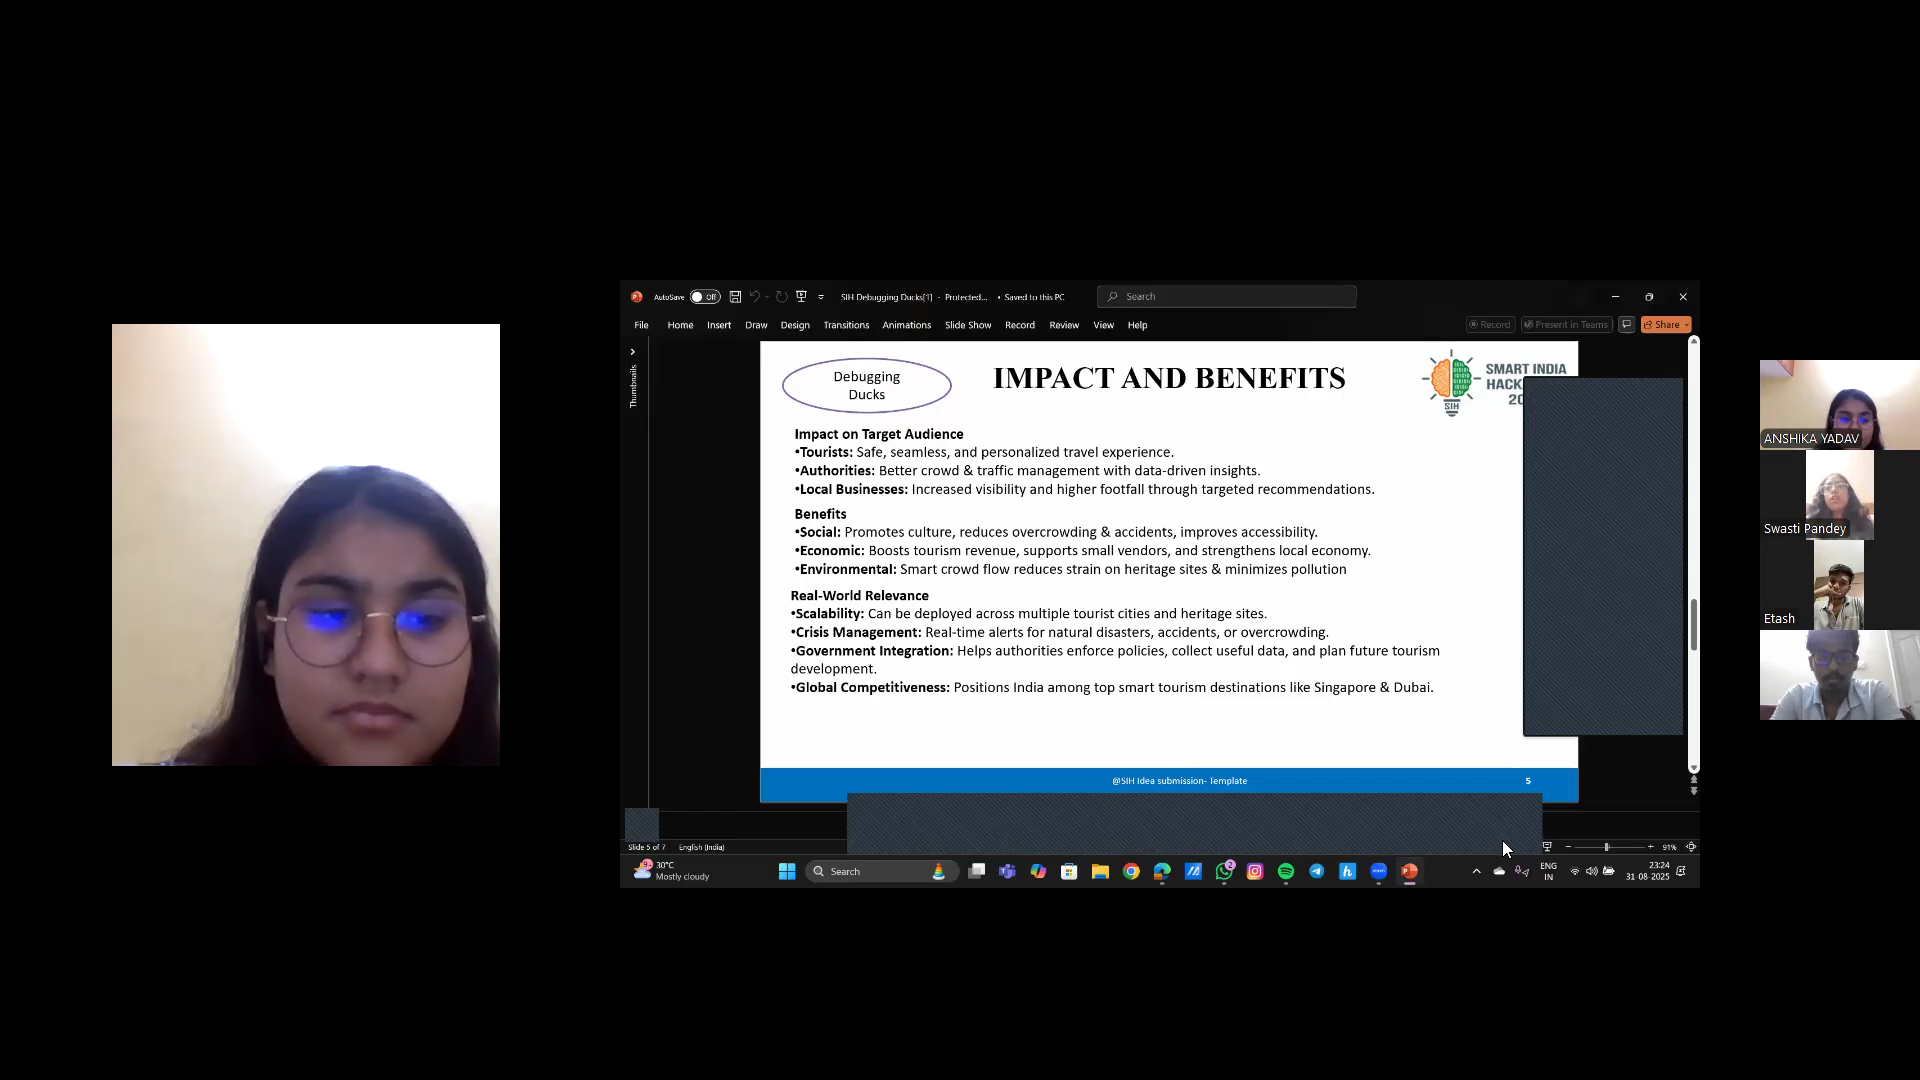 AutoSave Off SIH Debugging Ducks[1] - Protected... • Saved to this PC Search
File Home Insert Draw Design Transitions Animations Slide Show Record Review View Help Record Present in Teams Share
Thumbnails
Debugging
Ducks
IMPACT AND BENEFITS
SMART INDIA
HACK
20
SIH
Impact on Target Audience
•Tourists: Safe, seamless, and personalized travel experience.
•Authorities: Better crowd & traffic management with data-driven insights.
•Local Businesses: Increased visibility and higher footfall through targeted recommendations.
Benefits
•Social: Promotes culture, reduces overcrowding & accidents, improves accessibility.
•Economic: Boosts tourism revenue, supports small vendors, and strengthens local economy.
•Environmental: Smart crowd flow reduces strain on heritage sites & minimizes pollution
Real-World Relevance
•Scalability: Can be deployed across multiple tourist cities and heritage sites.
•Crisis Management: Real-time alerts for natural disasters, accidents, or overcrowding.
•Government Integration: Helps authorities enforce policies, collect useful data, and plan future tourism
development.
•Global Competitiveness: Positions India among top smart tourism destinations like Singapore & Dubai.
@SIH Idea submission- Template 5
Slide 5 of 7 English (India) 91%
9+ 30°C
Mostly cloudy
Search
2
ENG
IN
23:24
31-08-2025
ANSHIKA YADAV
Swasti Pandey
Etash